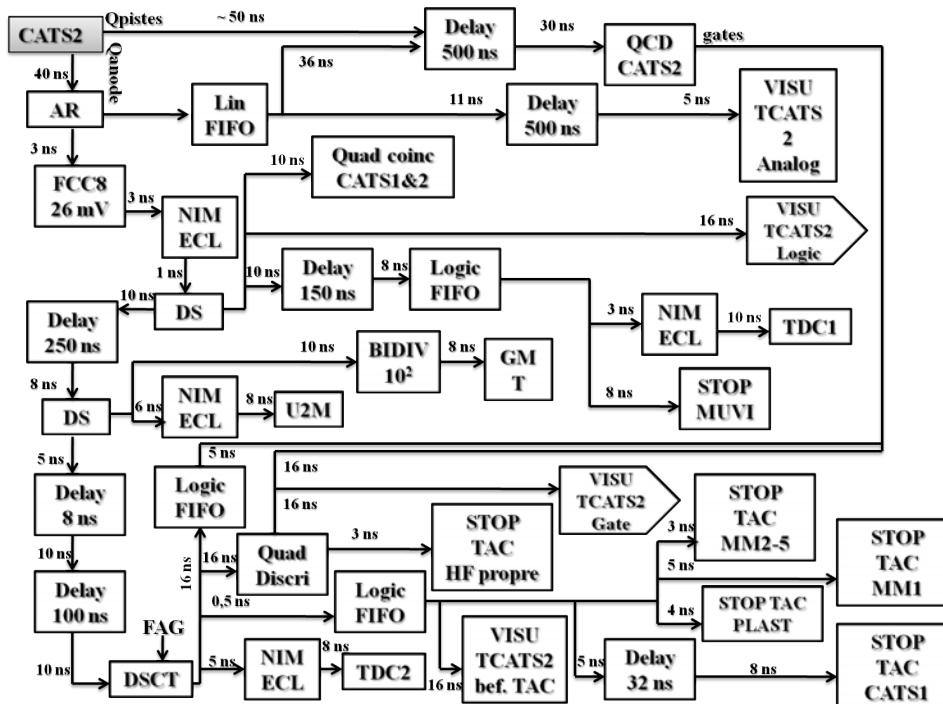 Qpistes
~ 50 ns
CATS2
Delay
500 ns
30 ns
QCD
CATS2
gates
40 ns
Qanode
36 ns
AR
Lin
FIFO
11 ns
Delay
500 ns
5 ns
VISU
TCATS
2
Analog
3 ns
10 ns
Quad coinc
CATS1&2
FCC8
26 mV
3 ns
NIM
ECL
16 ns
VISU
TCATS2
Logic
1 ns
10 ns
Delay
150 ns
8 ns
Logic
FIFO
10 ns
DS
Delay
250 ns
3 ns
NIM
ECL
10 ns
TDC1
10 ns
BIDIV
10²
8 ns
GM
T
8 ns
8 ns
STOP
MUVI
DS
6 ns
NIM
ECL
8 ns
U2M
5 ns
5 ns
16 ns
Delay
8 ns
Logic
FIFO
16 ns
VISU
TCATS2
Gate
STOP
TAC
MM2-5
3 ns
10 ns
16 ns
16 ns
Quad
Discri
3 ns
STOP
TAC
HF propre
STOP
TAC
MM1
5 ns
Delay
100 ns
0,5 ns
Logic
FIFO
4 ns
STOP TAC
PLAST
FAG
10 ns
DSCT
5 ns
NIM
ECL
8 ns
TDC2
16 ns
VISU
TCATS2
bef. TAC
5 ns
Delay
32 ns
8 ns
STOP
TAC
CATS1